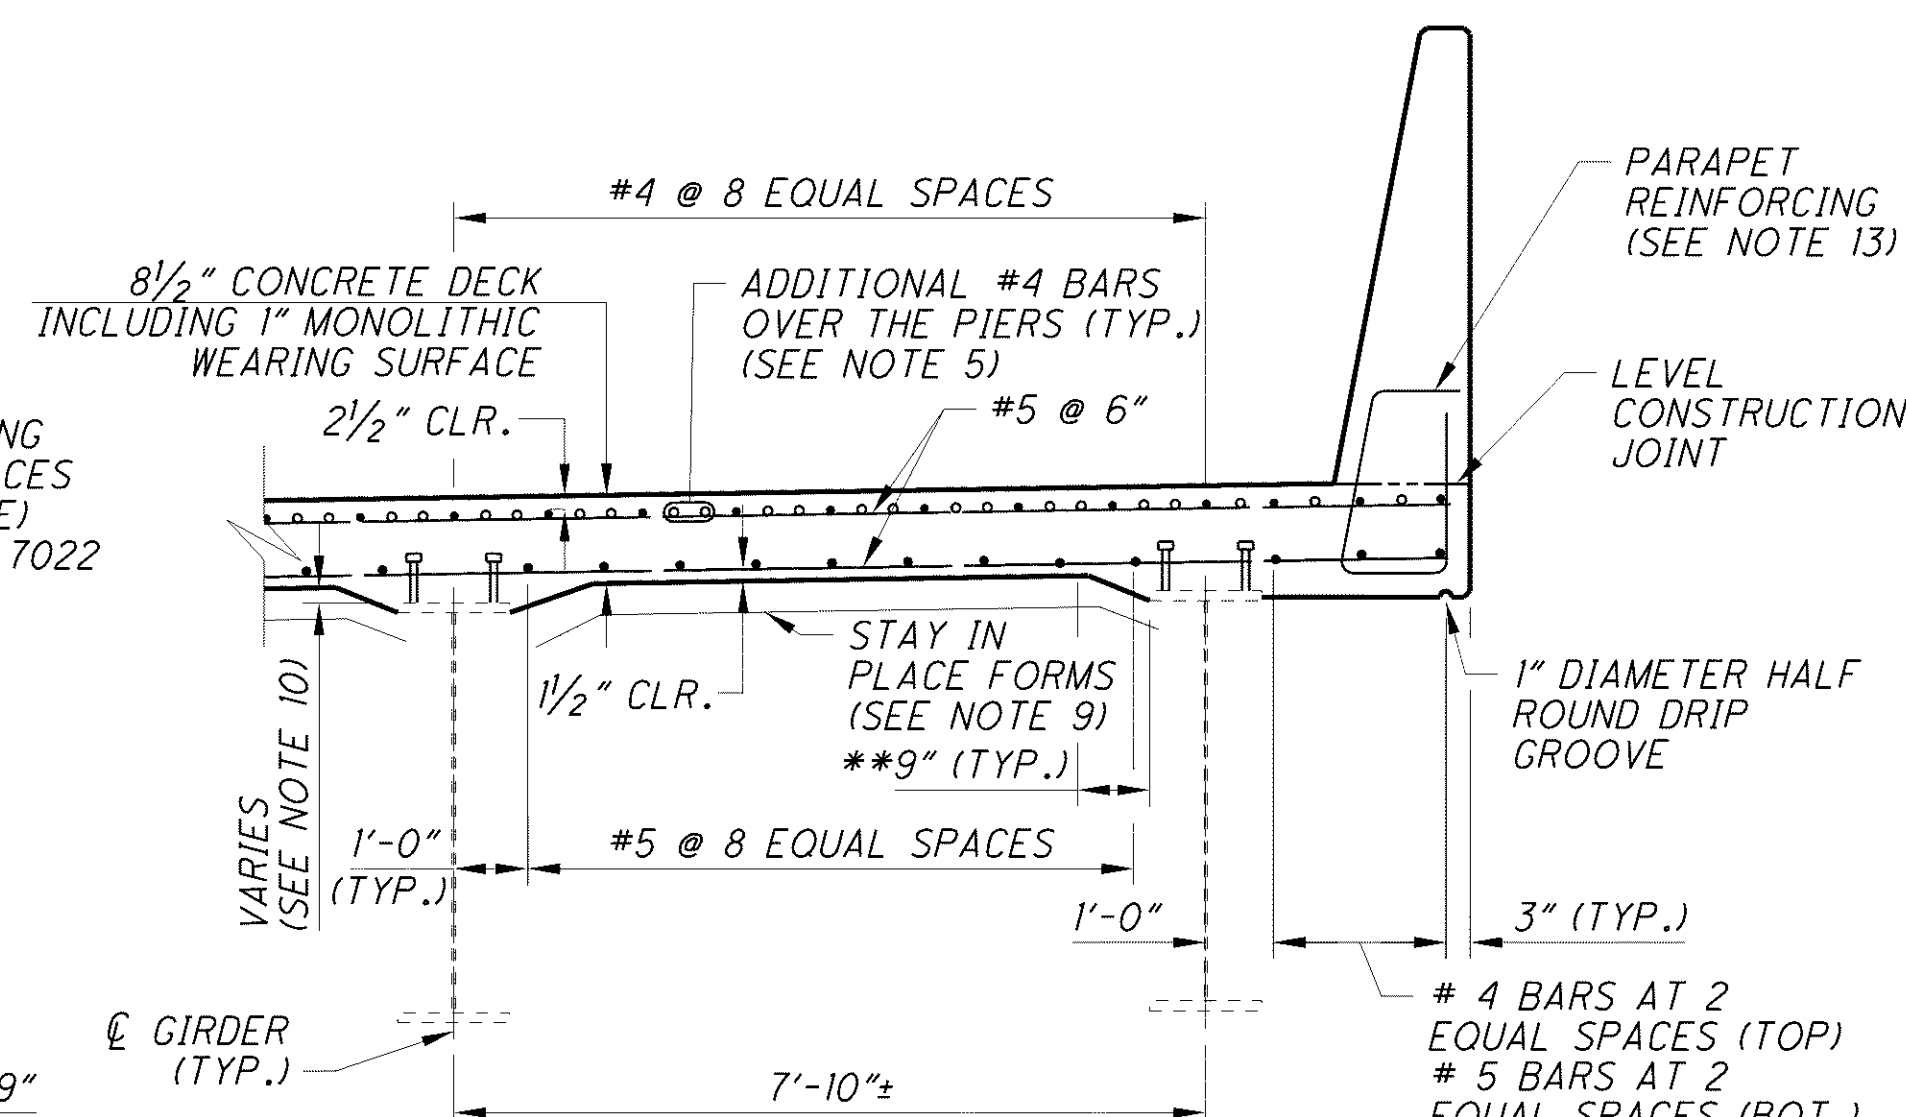 #4 @ 8 EQUAL SPACES
PARAPET
REINFORCING
(SEE NOTE 13)
8½" CONCRETE DECK
INCLUDING 1" MONOLITHIC
WEARING SURFACE
ADDITIONAL #4 BARS
OVER THE PIERS (TYP.)
(SEE NOTE 5)
LEVEL
CONSTRUCTION
JOINT
2½" CLR.
#5 @ 6"
NG
CES
E)
7022
STAY IN
PLACE FORMS
(SEE NOTE 9)
1½" CLR.
**9" (TYP.)
1" DIAMETER HALF
ROUND DRIP
GROOVE
VARIES
(SEE NOTE 10)
1'-0"
(TYP.)
#5 @ 8 EQUAL SPACES
1'-0"
3" (TYP.)
# 4 BARS AT 2
EQUAL SPACES (TOP)
# 5 BARS AT 2
EQUAL SPACES (BOT.)
℄ GIRDER
(TYP.)
9"
7'-10"±